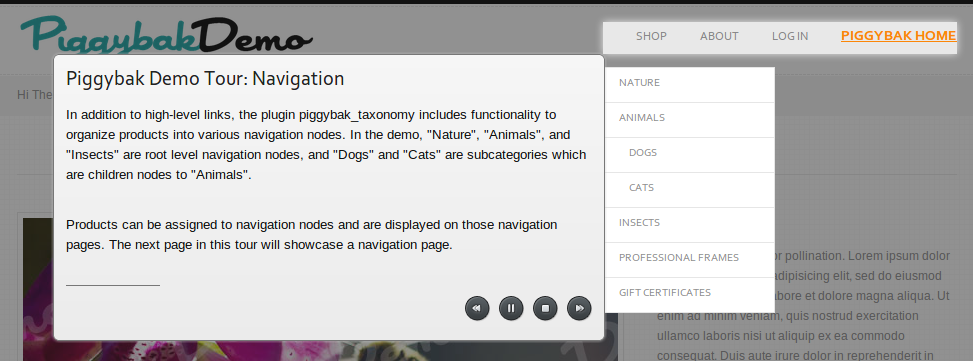 PiggybakDemo
SHOP ABOUT LOG IN PIGGYBAK HOME
Hi The
Piggybak Demo Tour: Navigation
In addition to high-level links, the plugin piggybak_taxonomy includes functionality to
organize products into various navigation nodes. In the demo, "Nature", "Animals", and
"Insects" are root level navigation nodes, and "Dogs" and "Cats" are subcategories which
are children nodes to "Animals".
Products can be assigned to navigation nodes and are displayed on those navigation
pages. The next page in this tour will showcase a navigation page.
NATURE
ANIMALS
DOGS
CATS
INSECTS
PROFESSIONAL FRAMES
GIFT CERTIFICATES
pollination. Lorem ipsum dolor
adipisicing elit, sed do eiusmod
labore et dolore magna aliqua. Ut
enim ad minim veniam, quis nostrud exercitation
ullamco laboris nisi ut aliquip ex ea commodo
consequat. Duis aute irure dolor in reprehenderit in